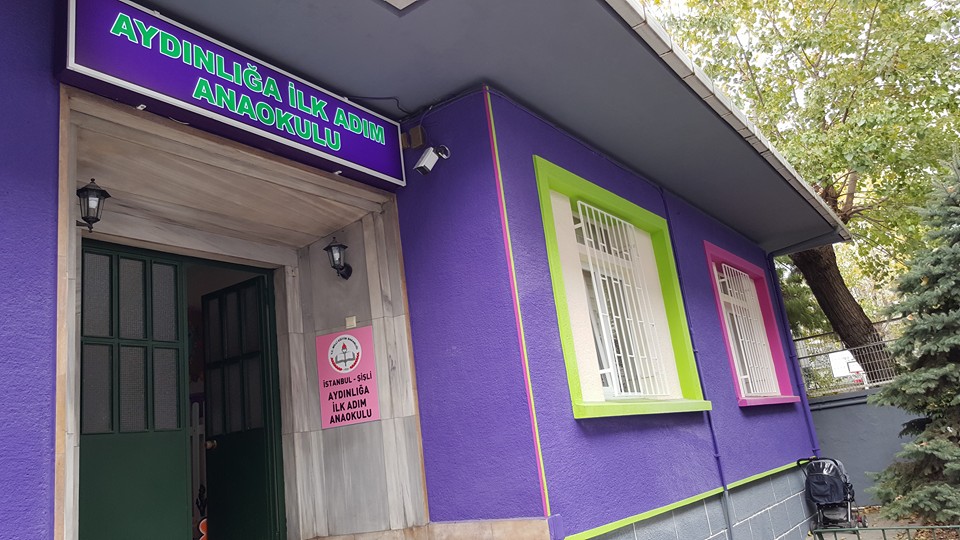 AYDINLIĞA İLK ADIM
ANAOKULU
İSTANBUL - ŞİŞLİ
AYDINLIĞA
İLK ADIM
ANAOKULU